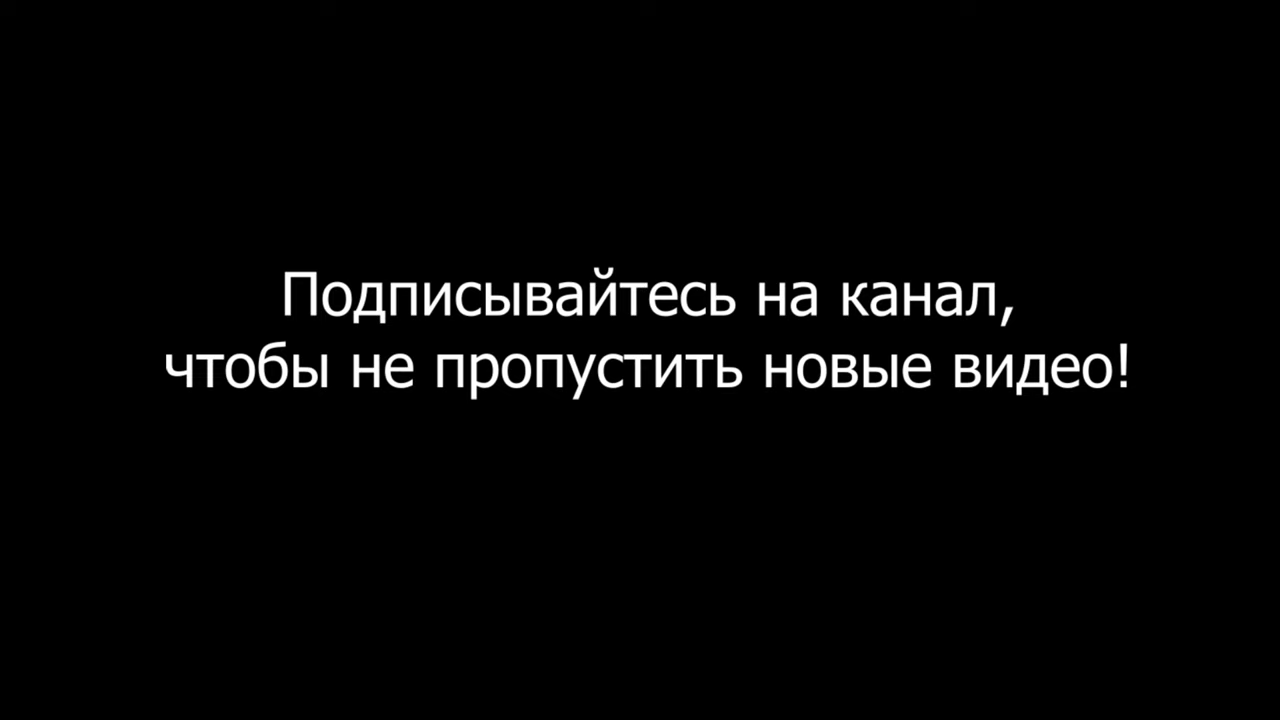 Подписывайтесь на канал,
чтобы не пропустить новые видео!